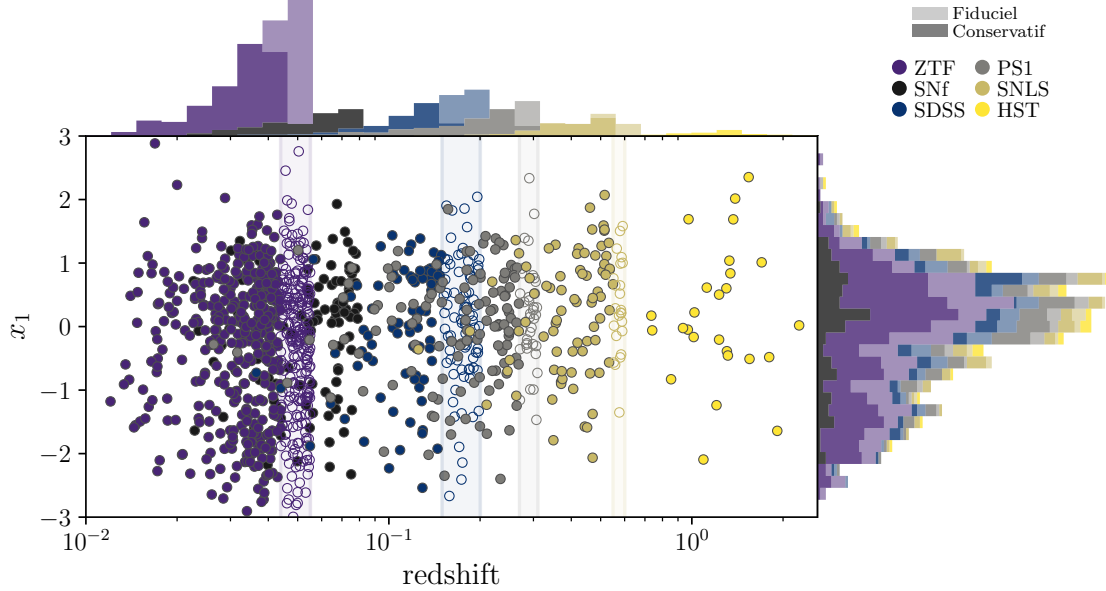 Fiduciel
Conservatif
ZTF PS1
SNf SNLS
SDSS HST
3
2
1
0
−1
−2
−3
x₁
10⁻² 10⁻¹ 10⁰
redshift